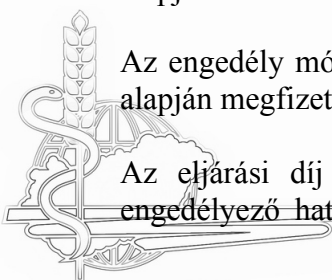 Az engedély mó
alapján megfizet
Az eljárási díj
engedélyező hat